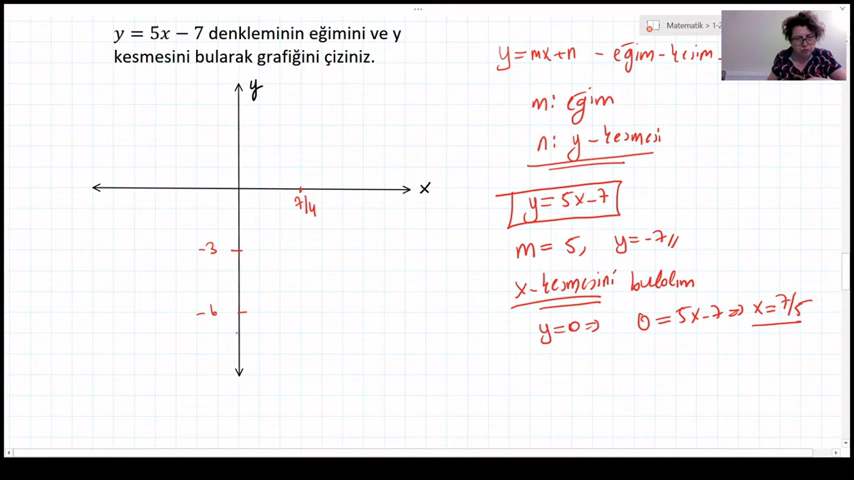 y = 5x − 7 denkleminin eğimini ve y
kesmesini bularak grafiğini çiziniz.
Matematik > 1-2
y=mx+n - eğim-kesim-
m: eğim
n: y-kesmesi
y=5x-7
m=5, y=-7//
x-kesmesini bulalım
y=0 => 0=5x-7 => x=7/5
y
x
7/4
-3
-6